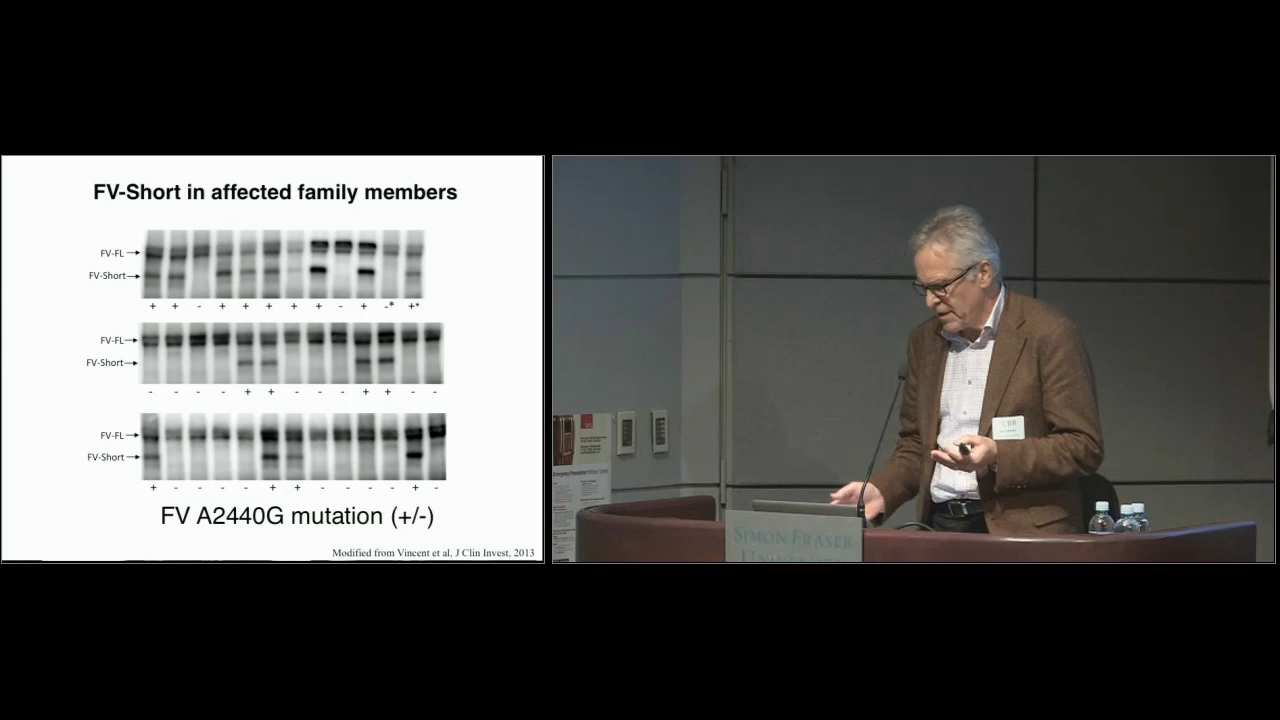 FV-Short in affected family members
FV-FL
FV-Short
+ + - + + + + + - + -* +*
FV-FL
FV-Short
- - - - + + - - - + + - -
FV-FL
FV-Short
+ - - - - + + - - - - + -
FV A2440G mutation (+/-)
Modified from Vincent et al, J Clin Invest, 2013
CBR
SIMON FRASER